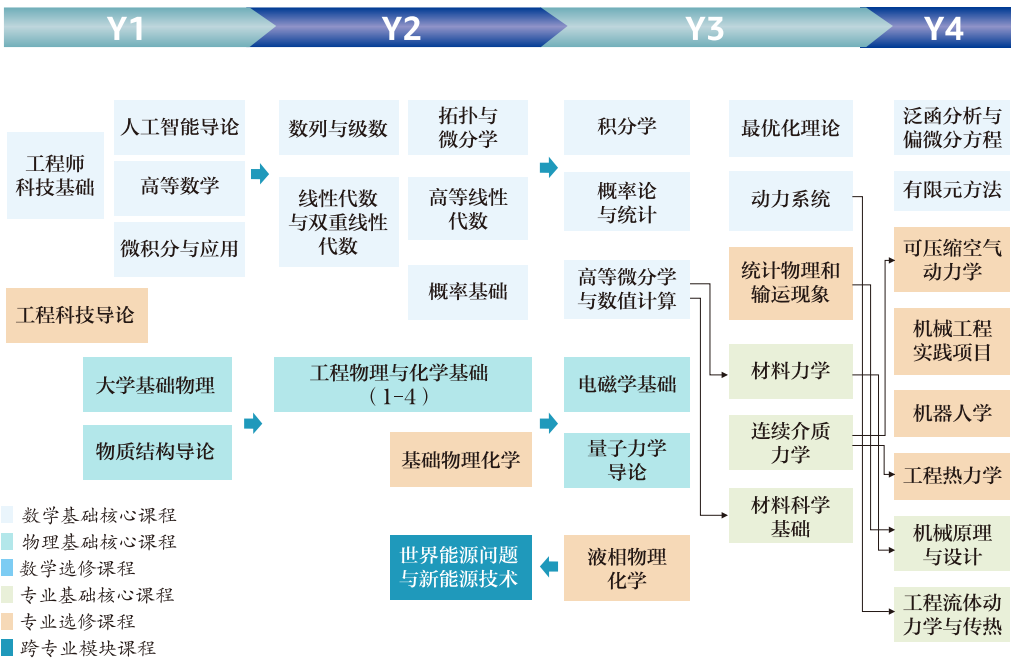 Y1
Y2
Y3
Y4
工程师
科技基础
人工智能导论
高等数学
微积分与应用
工程科技导论
大学基础物理
物质结构导论
数列与级数
拓扑与
微分学
线性代数
与双重线性
代数
高等线性
代数
概率基础
工程物理与化学基础
（1-4）
基础物理化学
世界能源问题
与新能源技术
积分学
概率论
与统计
高等微分学
与数值计算
电磁学基础
量子力学
导论
液相物理
化学
最优化理论
动力系统
统计物理和
输运现象
材料力学
连续介质
力学
材料科学
基础
泛函分析与
偏微分方程
有限元方法
可压缩空气
动力学
机械工程
实践项目
机器人学
工程热力学
机械原理
与设计
工程流体动
力学与传热
数学基础核心课程
物理基础核心课程
数学选修课程
专业基础核心课程
专业选修课程
跨专业模块课程